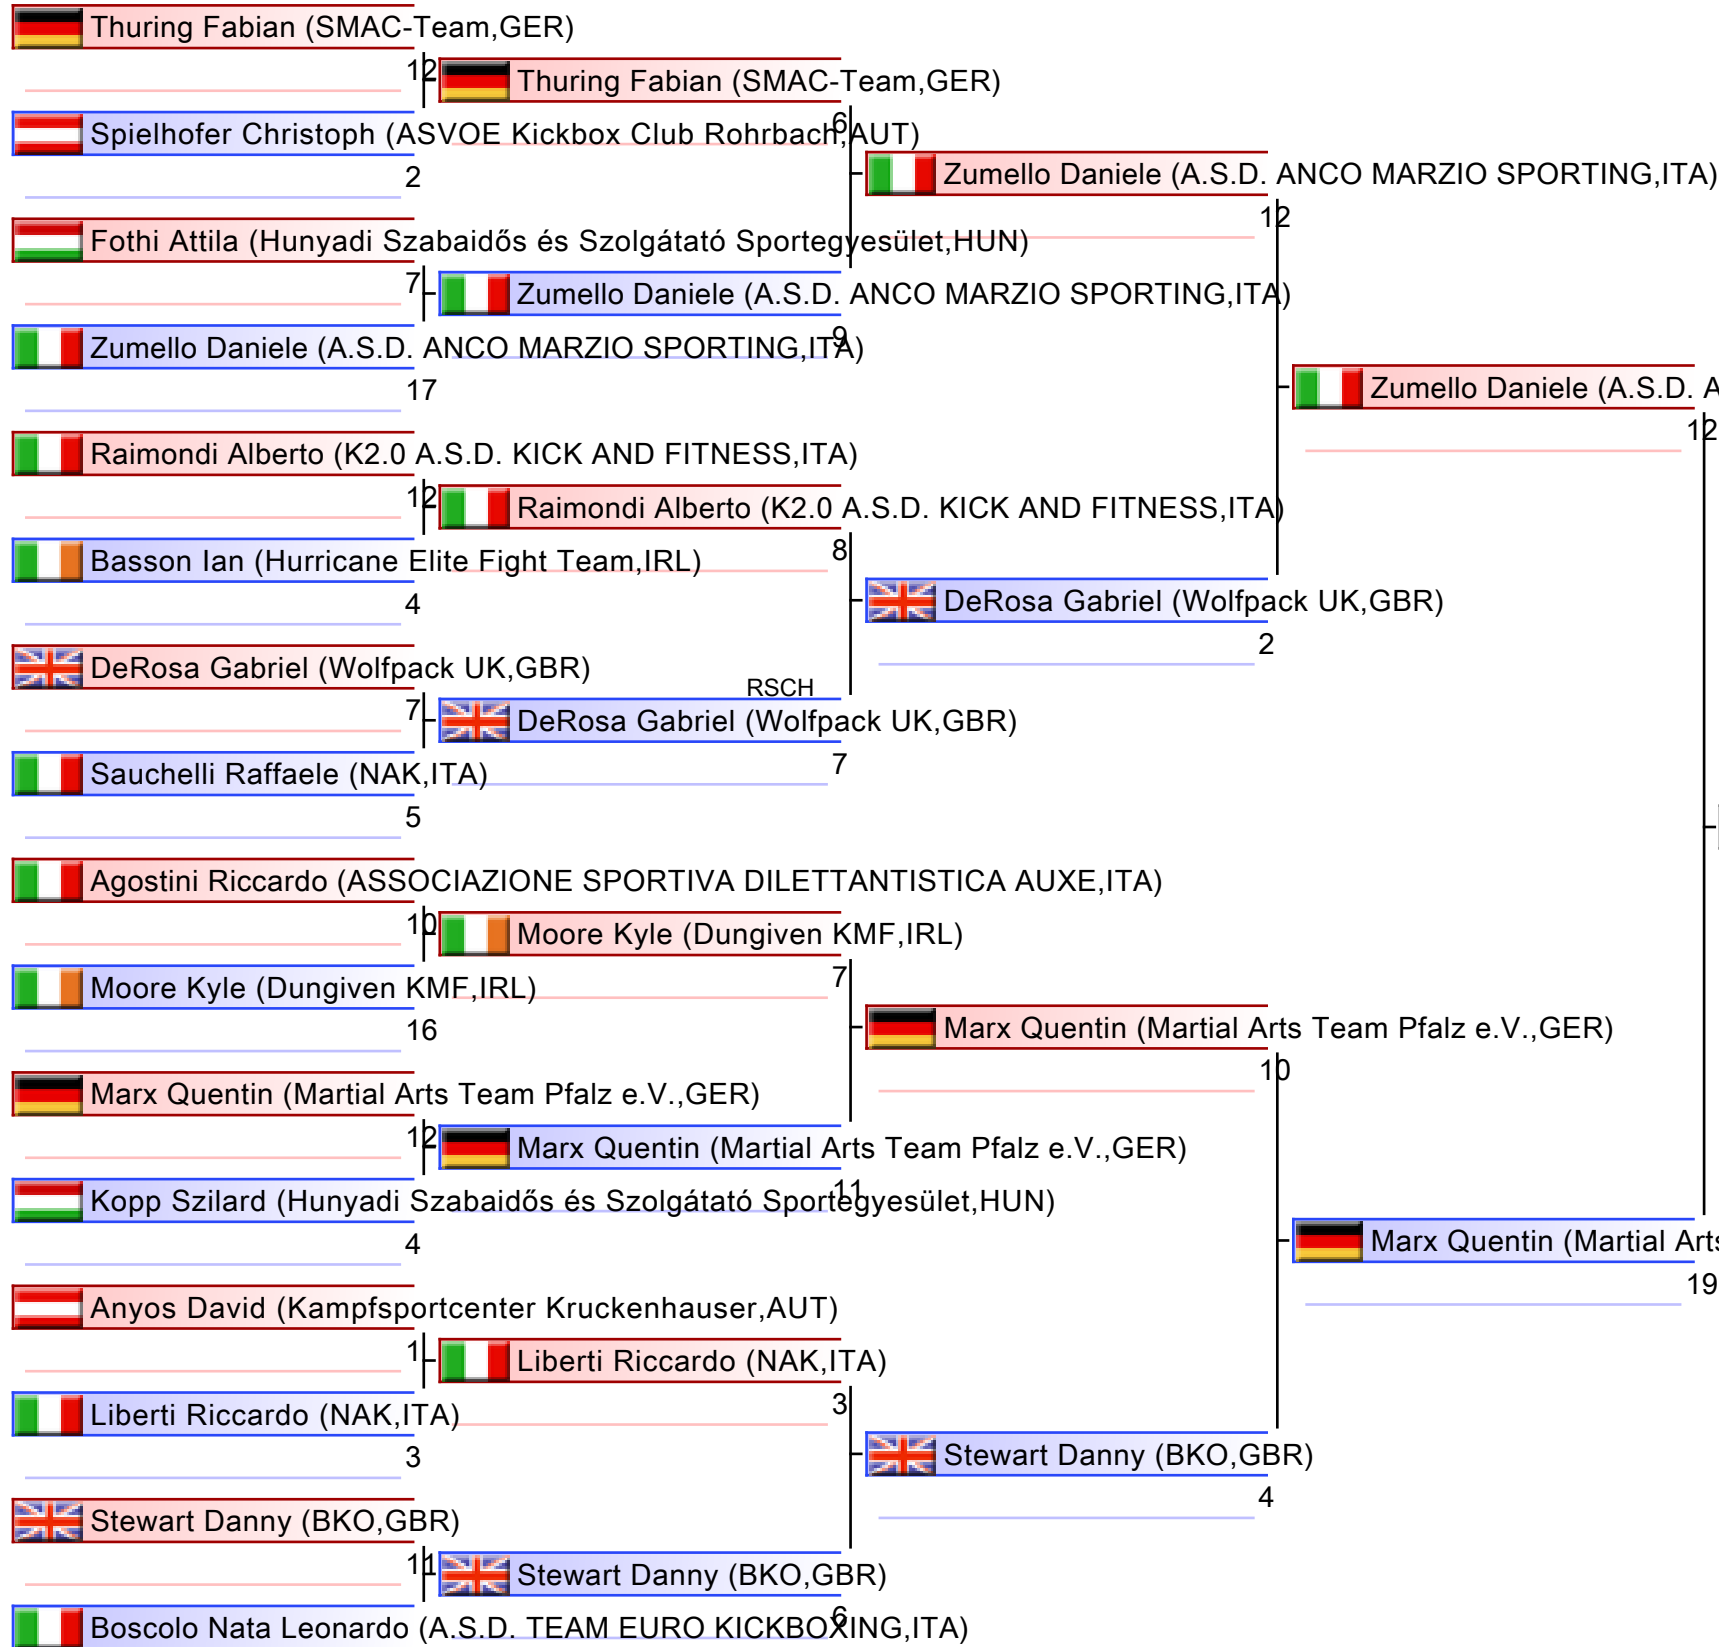 Thuring Fabian (SMAC-Team,GER)
12
Thuring Fabian (SMAC-Team,GER)
6
Spielhofer Christoph (ASVOE Kickbox Club Rohrbach,AUT)
2
Zumello Daniele (A.S.D. ANCO MARZIO SPORTING,ITA)
12
Fothi Attila (Hunyadi Szabaidős és Szolgátató Sportegyesület,HUN)
7
Zumello Daniele (A.S.D. ANCO MARZIO SPORTING,ITA)
9
Zumello Daniele (A.S.D. ANCO MARZIO SPORTING,ITA)
17
Zumello Daniele (A.S.D. A
12
Raimondi Alberto (K2.0 A.S.D. KICK AND FITNESS,ITA)
12
Raimondi Alberto (K2.0 A.S.D. KICK AND FITNESS,ITA)
8
Basson Ian (Hurricane Elite Fight Team,IRL)
4
DeRosa Gabriel (Wolfpack UK,GBR)
2
DeRosa Gabriel (Wolfpack UK,GBR)
7
RSCH
DeRosa Gabriel (Wolfpack UK,GBR)
7
Sauchelli Raffaele (NAK,ITA)
5
Agostini Riccardo (ASSOCIAZIONE SPORTIVA DILETTANTISTICA AUXE,ITA)
10
Moore Kyle (Dungiven KMF,IRL)
7
Moore Kyle (Dungiven KMF,IRL)
16
Marx Quentin (Martial Arts Team Pfalz e.V.,GER)
10
Marx Quentin (Martial Arts Team Pfalz e.V.,GER)
12
Marx Quentin (Martial Arts Team Pfalz e.V.,GER)
11
Kopp Szilard (Hunyadi Szabaidős és Szolgátató Sportegyesület,HUN)
4
Marx Quentin (Martial Arts
19
Anyos David (Kampfsportcenter Kruckenhauser,AUT)
1
Liberti Riccardo (NAK,ITA)
3
Liberti Riccardo (NAK,ITA)
3
Stewart Danny (BKO,GBR)
4
Stewart Danny (BKO,GBR)
11
Stewart Danny (BKO,GBR)
6
Boscolo Nata Leonardo (A.S.D. TEAM EURO KICKBOXING,ITA)